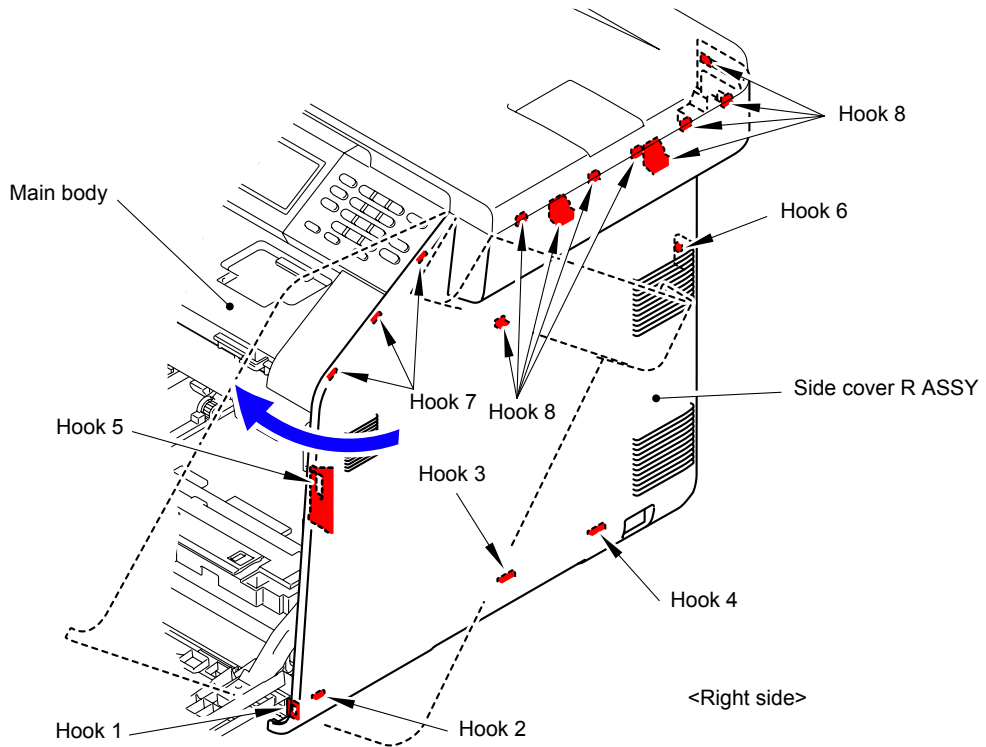 Hook 8
Main body
Hook 6
Side cover R ASSY
Hook 7
Hook 8
Hook 5
Hook 3
Hook 4
<Right side>
Hook 1
Hook 2